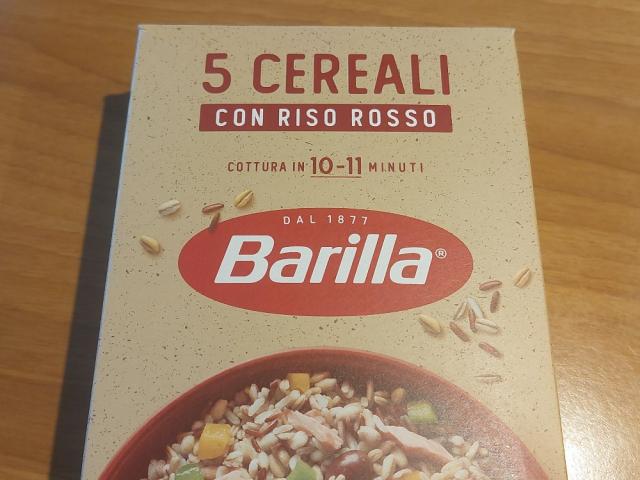 5 CEREALI
CON RISO ROSSO
COTTURA IN 10-11 MINUTI
DAL 1877
Barilla®